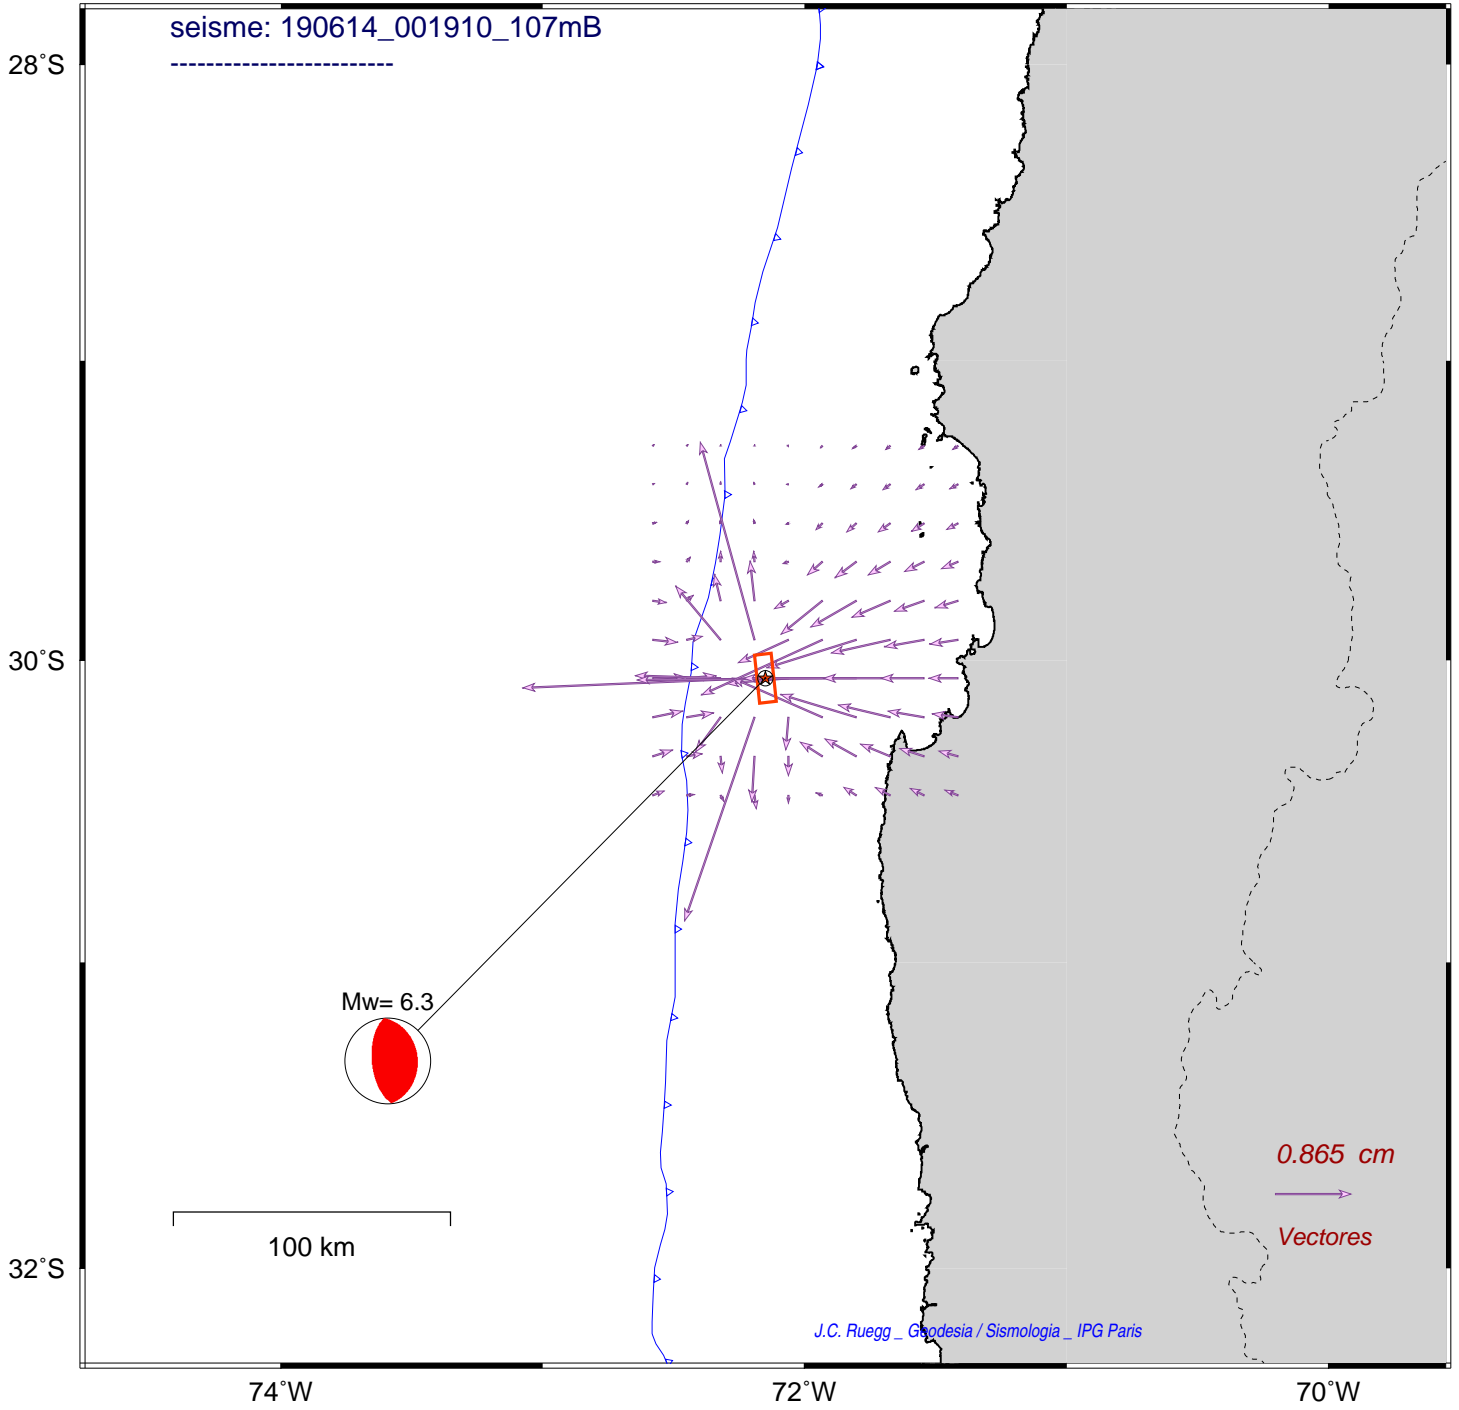 seisme: 190614_001910_107mB
------------------------
28°S
30°S
Mw= 6.3
0.865 cm
Vectores
100 km
32°S
J.C. Ruegg _ Geodesia / Sismologia _ IPG Paris
74°W
72°W
70°W